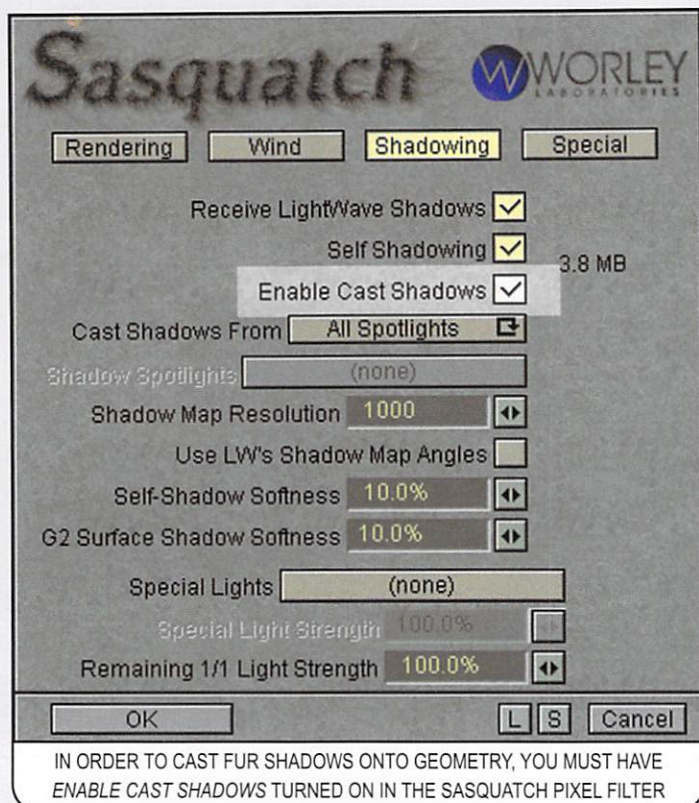 Sasquatch WORLEY
LABORATORIES
Rendering Wind Shadowing Special
Receive LightWave Shadows
Self Shadowing
3.8 MB
Enable Cast Shadows
Cast Shadows From All Spotlights
Shadow Spotlights (none)
Shadow Map Resolution 1000
Use LW's Shadow Map Angles
Self-Shadow Softness 10.0%
G2 Surface Shadow Softness 10.0%
Special Lights (none)
Special Light Strength 100.0%
Remaining 1/1 Light Strength 100.0%
OK L S Cancel
IN ORDER TO CAST FUR SHADOWS ONTO GEOMETRY, YOU MUST HAVE
ENABLE CAST SHADOWS TURNED ON IN THE SASQUATCH PIXEL FILTER